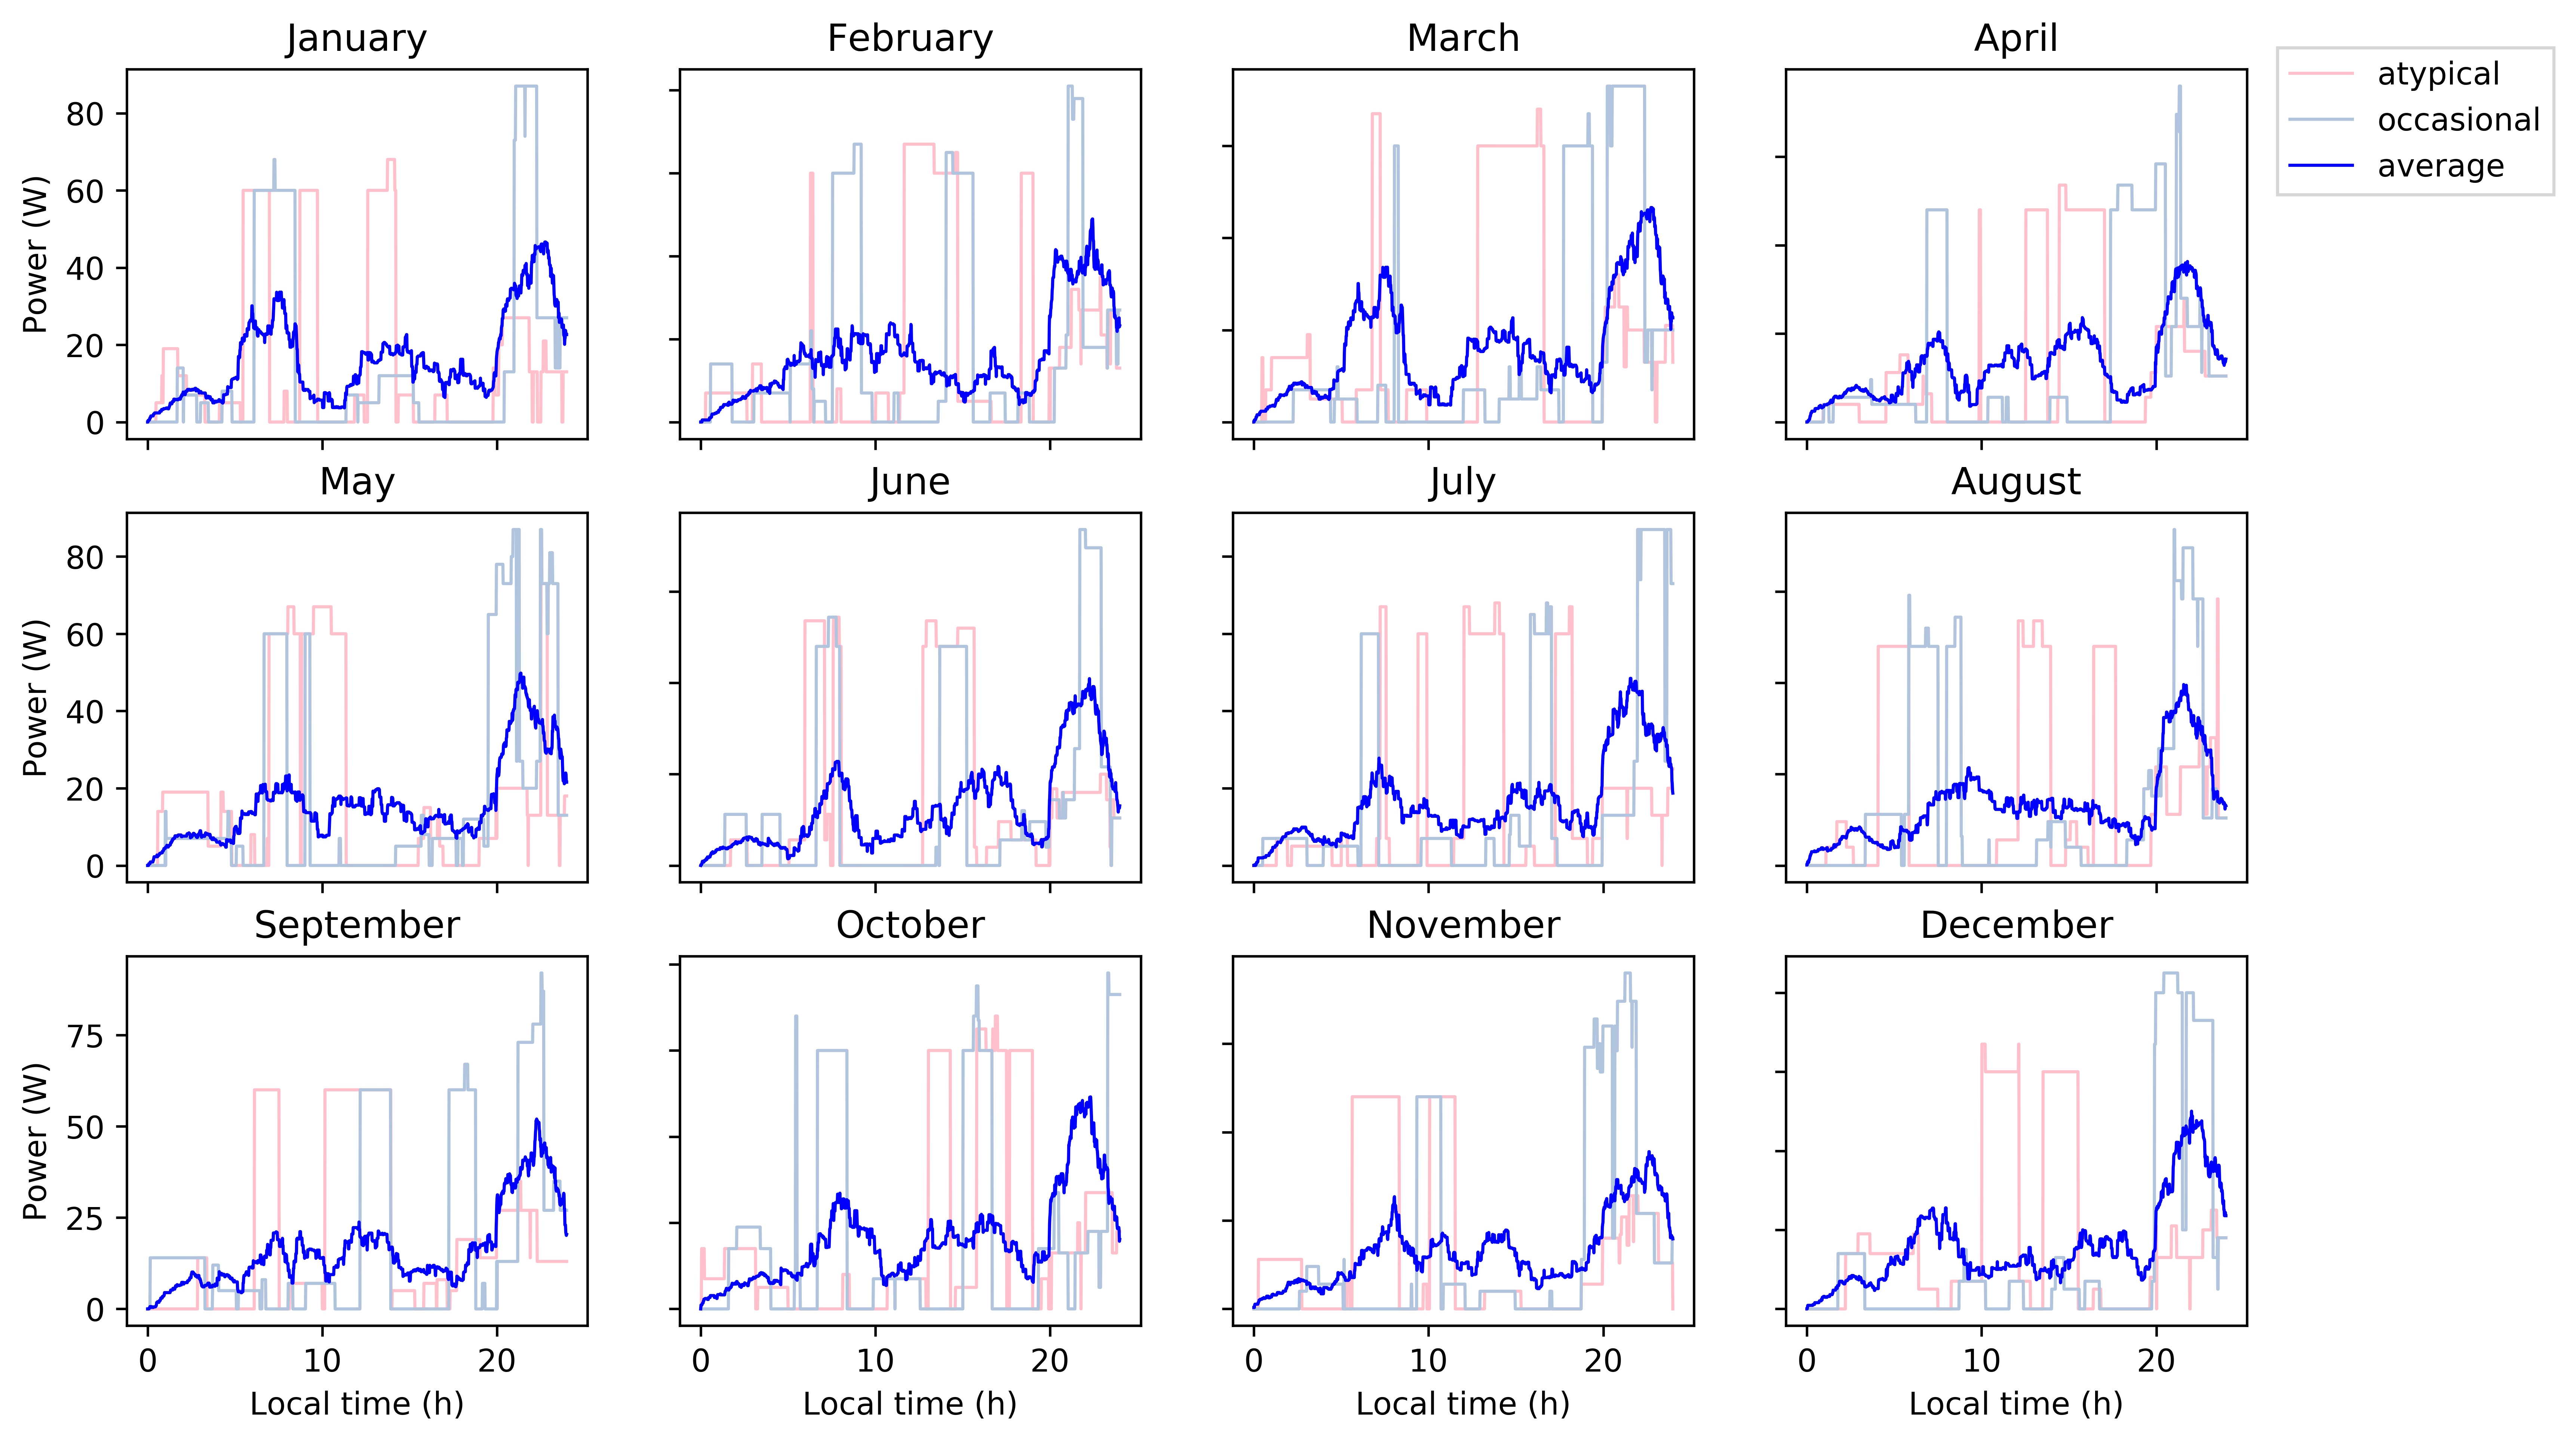 January
February
March
April
atypical
occasional
average
Power (W)
80
60
40
20
0
May
June
July
August
Power (W)
80
60
40
20
0
September
October
November
December
Power (W)
75
50
25
0
0 10 20
0 10 20
0 10 20
0 10 20
Local time (h)
Local time (h)
Local time (h)
Local time (h)